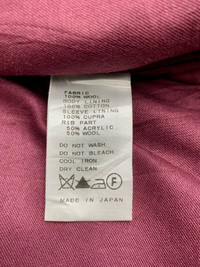 FABRIC
100% WOOL
BODY LINING
100% COTTON
SLEEVE LINING
100% CUPRA
RIB PART
50% ACRYLIC
50% WOOL
DO NOT WASH
DO NOT BLEACH
COOL IRON
DRY CLEAN
F
MADE IN JAPAN